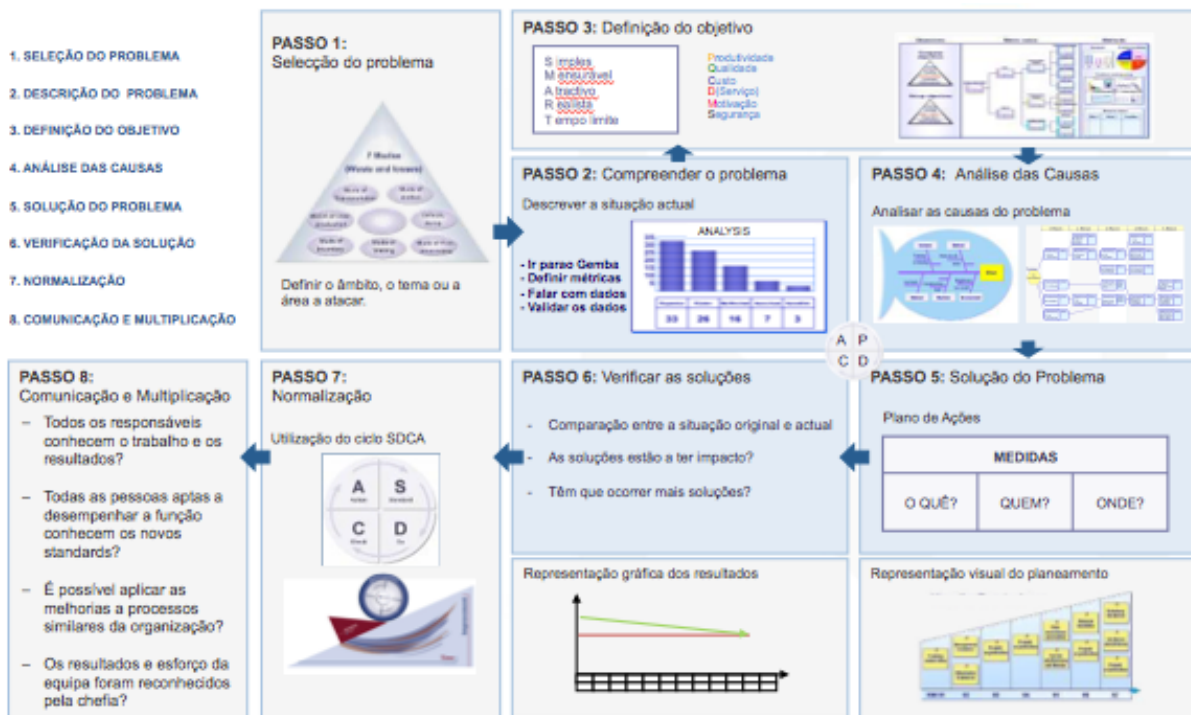 1. SELEÇÃO DO PROBLEMA
2. DESCRIÇÃO DO PROBLEMA
3. DEFINIÇÃO DO OBJETIVO
4. ANÁLISE DAS CAUSAS
5. SOLUÇÃO DO PROBLEMA
6. VERIFICAÇÃO DA SOLUÇÃO
7. NORMALIZAÇÃO
8. COMUNICAÇÃO E MULTIPLICAÇÃO
PASSO 1:
Selecção do problema
7 Mudas
(Waste and losses)
Definir o âmbito, o tema ou a
área a atacar.
PASSO 3: Definição do objetivo
S imples
M ensurável
A tractivo
R ealista
T empo limite
Produtividade
Qualidade
Custo
D(Serviço)
Motivação
Segurança
PASSO 2: Compreender o problema
Descrever a situação actual
- Ir parao Gemba
- Definir métricas
- Falar com dados
- Validar os dados
ANALYSIS
33 26 16 7 3
PASSO 4: Análise das Causas
Analisar as causas do problema
A P
C D
PASSO 5: Solução do Problema
Plano de Ações
MEDIDAS
O QUÊ? QUEM? ONDE?
Representação visual do planeamento
PASSO 6: Verificar as soluções
- Comparação entre a situação original e actual
- As soluções estão a ter impacto?
- Têm que ocorrer mais soluções?
Representação gráfica dos resultados
PASSO 7:
Normalização
Utilização do ciclo SDCA
A S
C D
PASSO 8:
Comunicação e Multiplicação
– Todos os responsáveis
conhecem o trabalho e os
resultados?
– Todas as pessoas aptas a
desempenhar a função
conhecem os novos
standards?
– É possível aplicar as
melhorias a processos
similares da organização?
– Os resultados e esforço da
equipa foram reconhecidos
pela chefia?